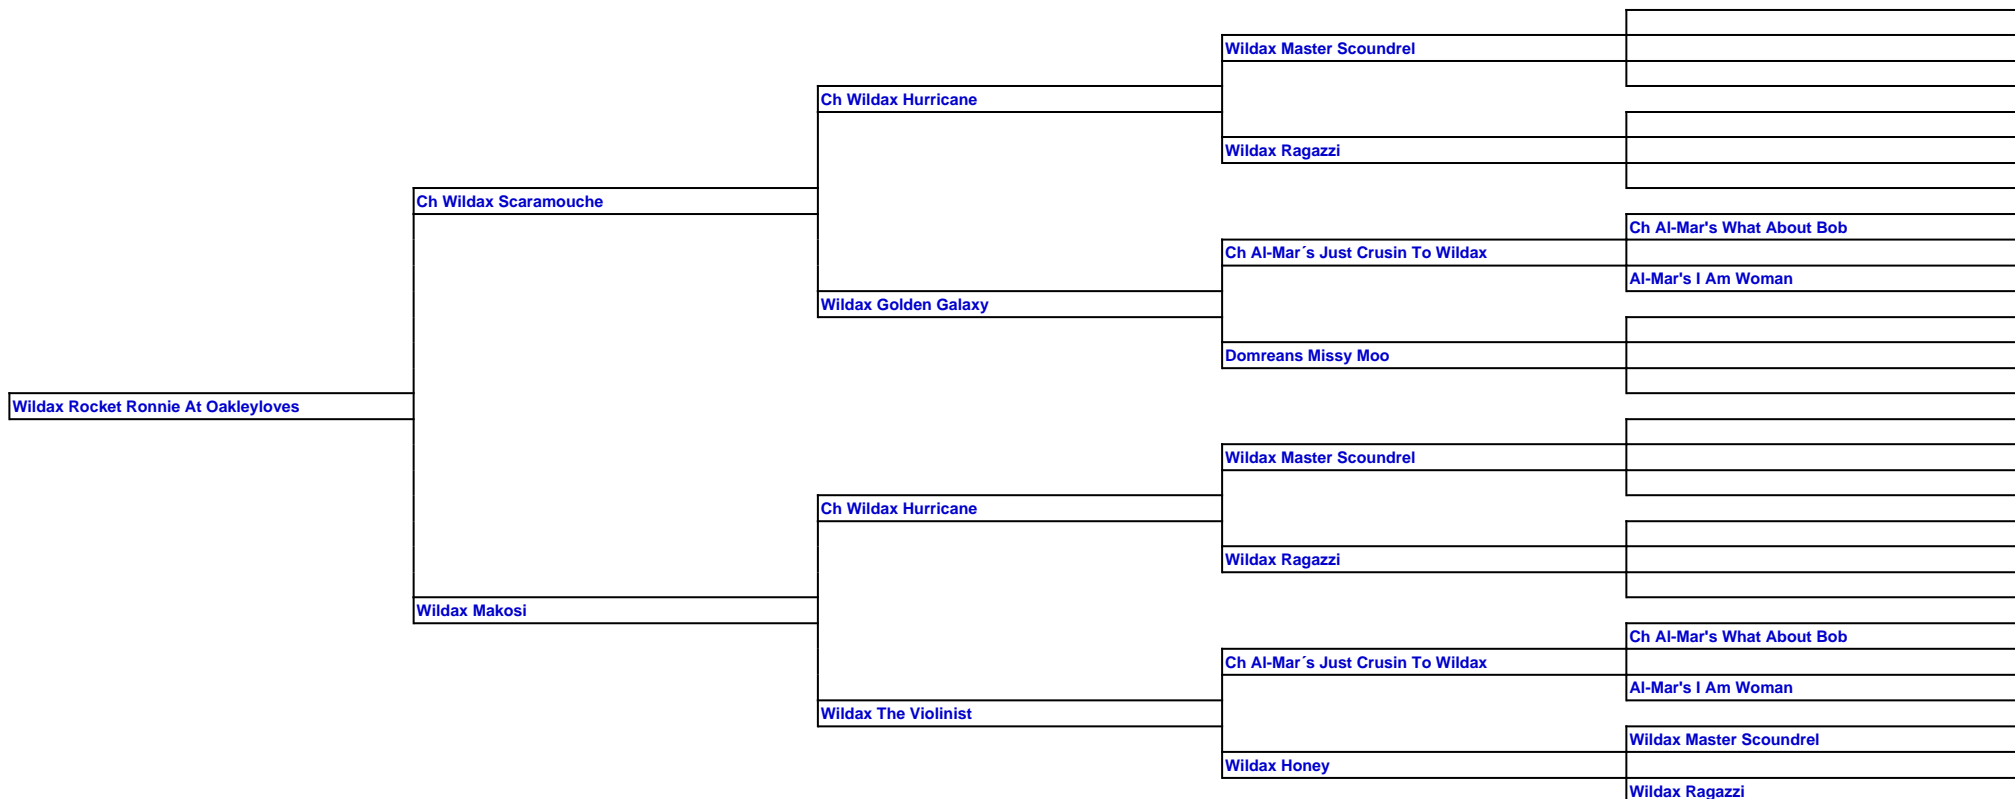 Wildax Master Scoundrel
Ch Wildax Hurricane
Wildax Ragazzi
Ch Wildax Scaramouche
Ch Al-Mar's What About Bob
Ch Al-Mar´s Just Crusin To Wildax
Al-Mar's I Am Woman
Wildax Golden Galaxy
Domreans Missy Moo
Wildax Rocket Ronnie At Oakleyloves
Wildax Master Scoundrel
Ch Wildax Hurricane
Wildax Ragazzi
Wildax Makosi
Ch Al-Mar's What About Bob
Ch Al-Mar´s Just Crusin To Wildax
Al-Mar's I Am Woman
Wildax The Violinist
Wildax Master Scoundrel
Wildax Honey
Wildax Ragazzi